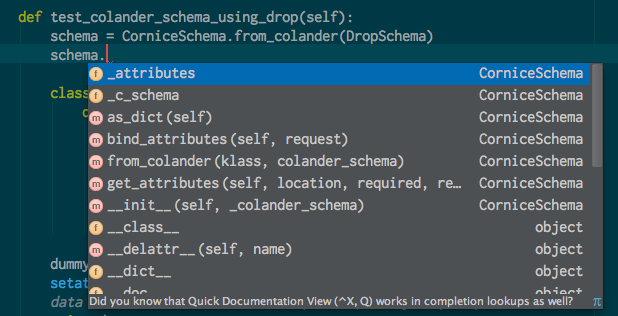 def test_colander_schema_using_drop(self):
schema = CorniceSchema.from_colander(DropSchema)
schema.
f _attributes CorniceSchema
class
f _c_schema CorniceSchema
m as_dict(self) CorniceSchema
m bind_attributes(self, request) CorniceSchema
m from_colander(klass, colander_schema) CorniceSchema
m get_attributes(self, location, required, re… CorniceSchema
m __init__(self, _colander_schema) CorniceSchema
f __class__ object
m __delattr__(self, name) object
dummy
f __dict__ object
setat
f __doc__ object
data
Did you know that Quick Documentation View (^X, Q) works in completion lookups as well? π